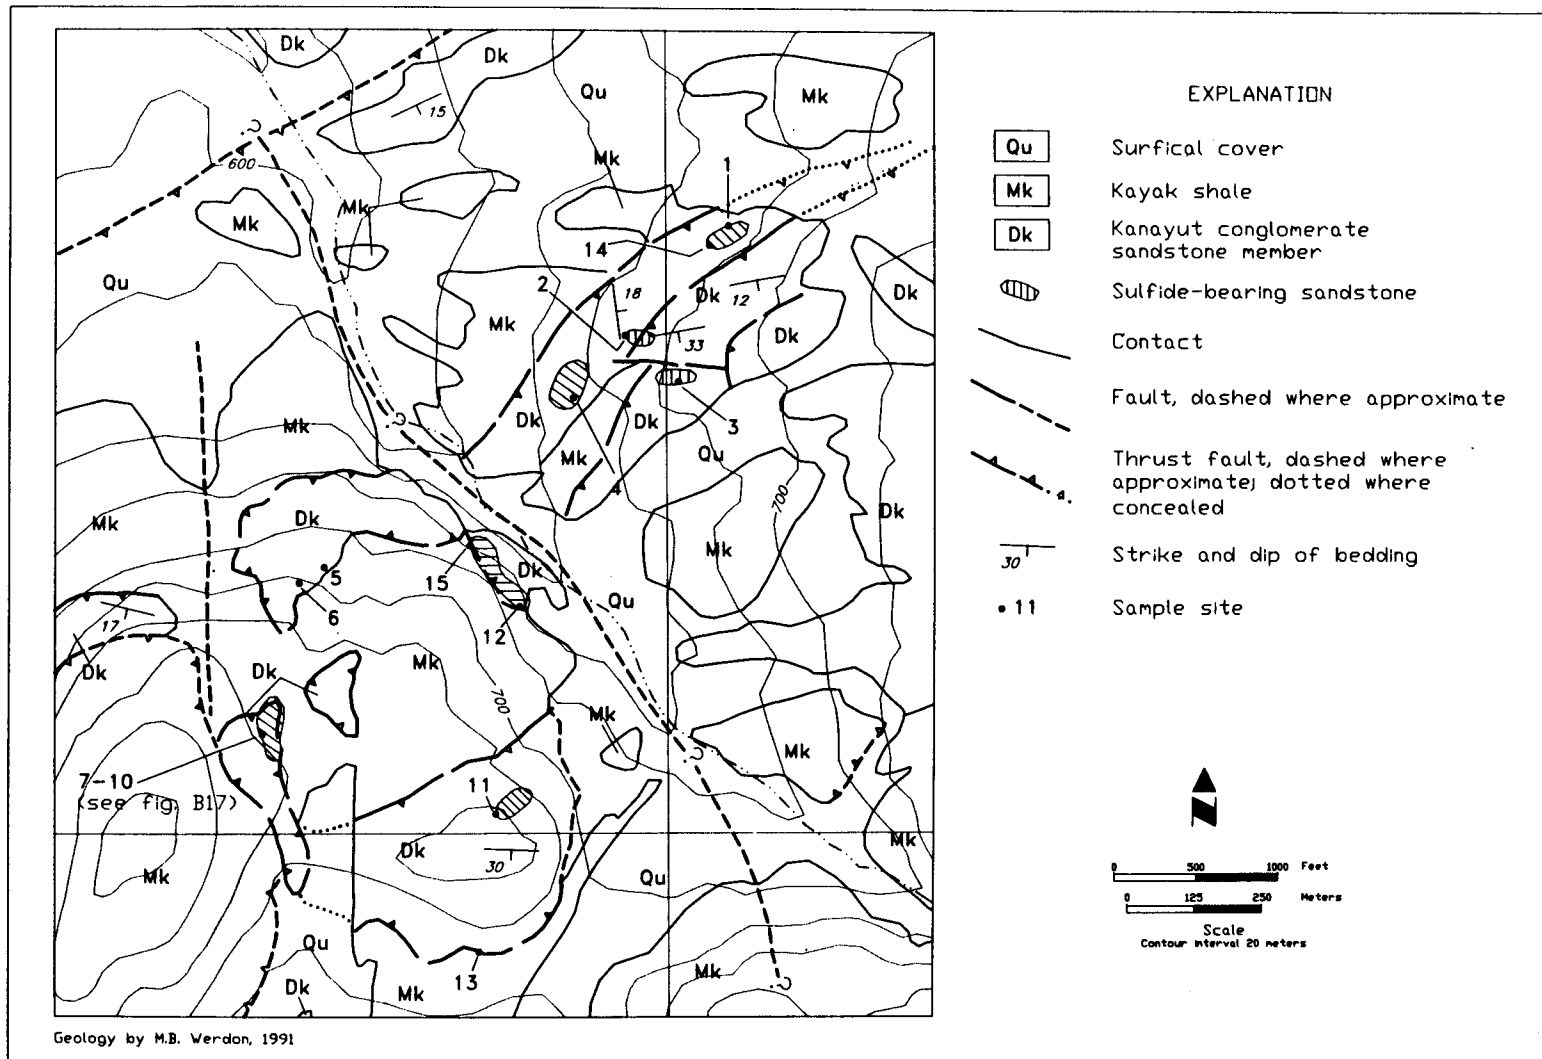 Dk
Dk
Qu
Mk
15
600
Mk
1
Mk
Mk
14
Qu
2
18
Dk
12
Dk
Mk
33
Dk
Mk
Dk
Dk
3
Mk
Qu
4
700
Dk
Mk
Dk
Mk
15
Dk
5
6
Qu
17
12
Dk
Dk
Mk
700
Mk
Mk
7-10
(see fig. B17)
11
Mk
Dk
Mk
30
Qu
Qu
Dk
13
Mk
Mk
Geology by M.B. Werdon, 1991
EXPLANATION
Qu Surfical cover
Mk Kayak shale
Dk Kanayut conglomerate
sandstone member
Sulfide-bearing sandstone
Contact
Fault, dashed where approximate
Thrust fault, dashed where
approximate; dotted where
concealed
30 Strike and dip of bedding
• 11 Sample site
N
0 500 1000 Feet
0 125 250 Meters
Scale
Contour interval 20 meters